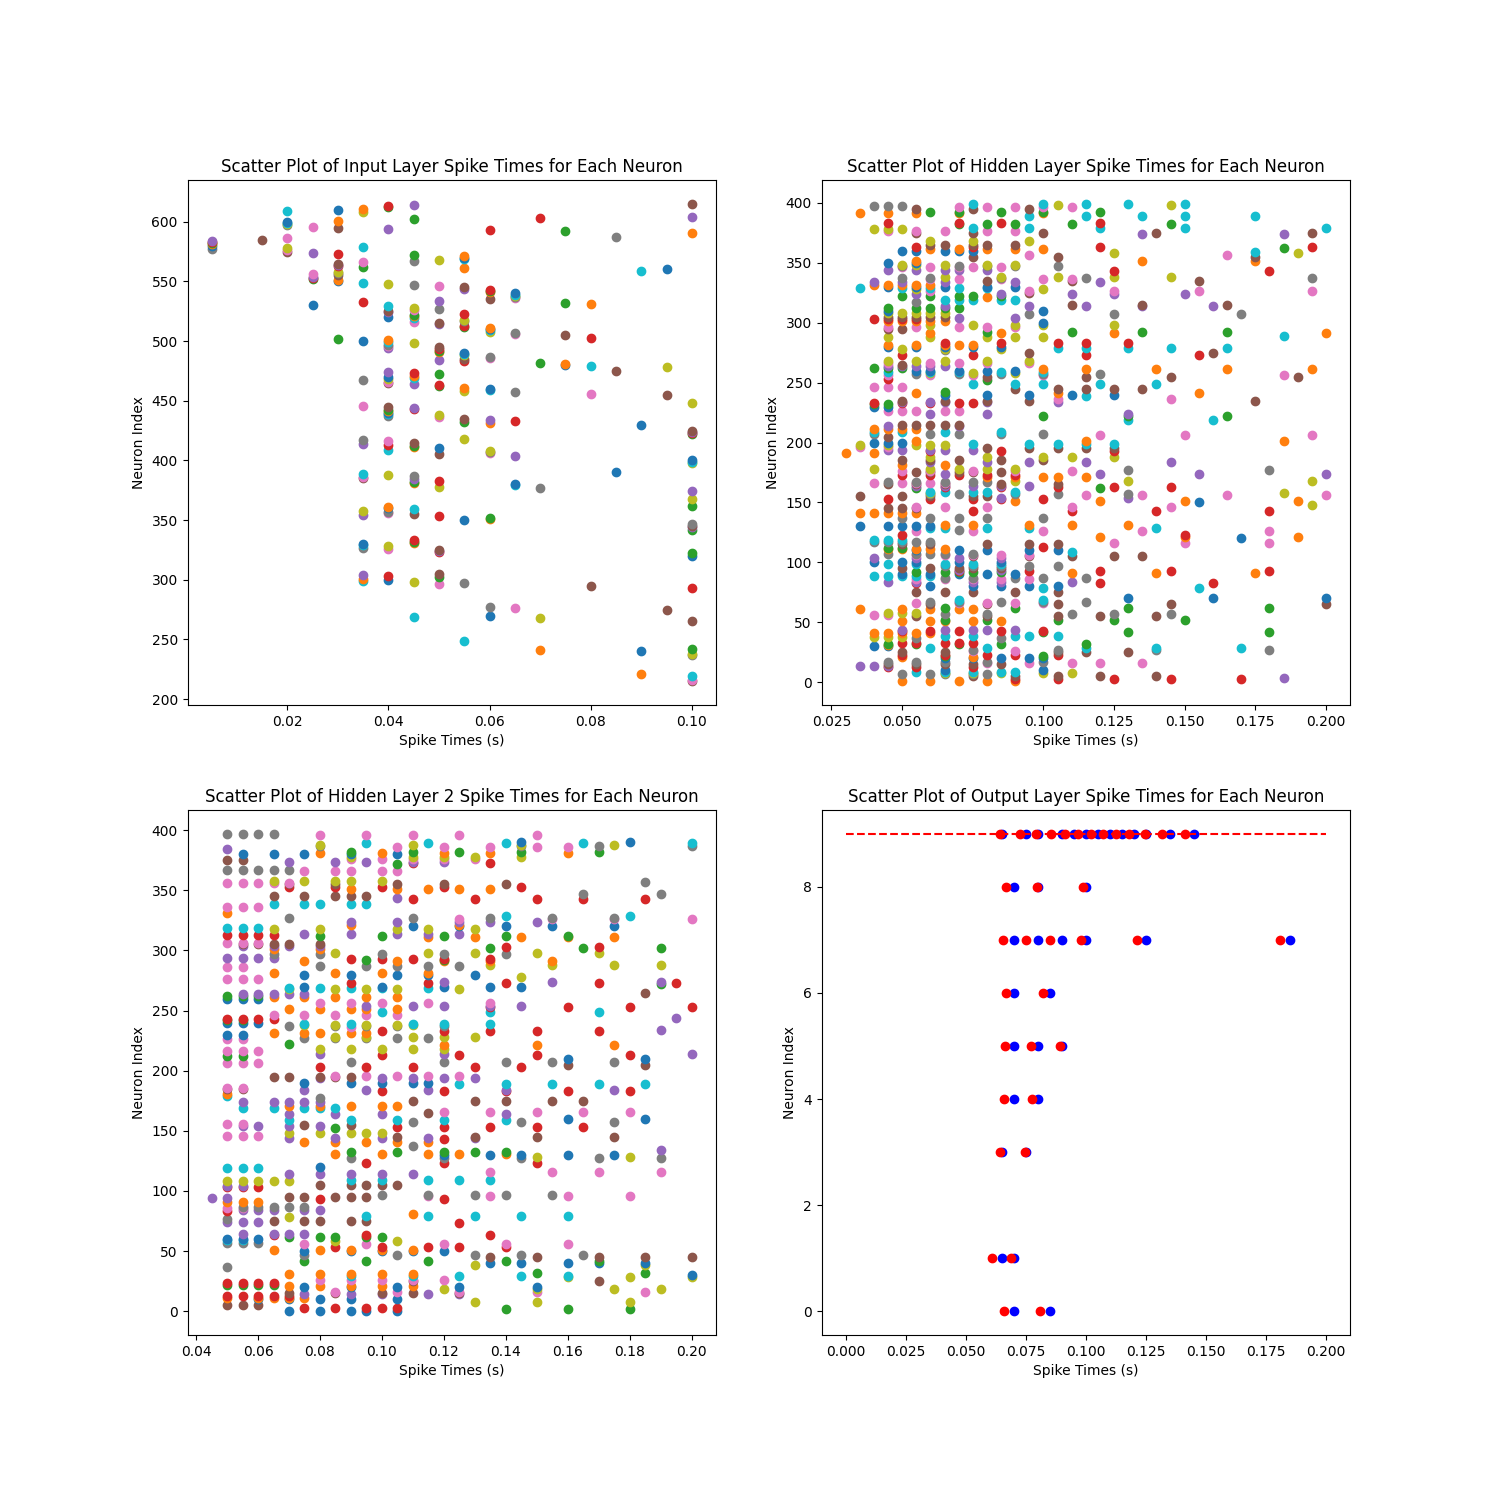 Scatter Plot of Input Layer Spike Times for Each Neuron
Neuron Index
600
550
500
450
400
350
300
250
200
0.02 0.04 0.06 0.08 0.10
Spike Times (s)
Scatter Plot of Hidden Layer Spike Times for Each Neuron
Neuron Index
400
350
300
250
200
150
100
50
0
0.025 0.050 0.075 0.100 0.125 0.150 0.175 0.200
Spike Times (s)
Scatter Plot of Hidden Layer 2 Spike Times for Each Neuron
Neuron Index
400
350
300
250
200
150
100
50
0
0.04 0.06 0.08 0.10 0.12 0.14 0.16 0.18 0.20
Spike Times (s)
Scatter Plot of Output Layer Spike Times for Each Neuron
Neuron Index
8
6
4
2
0
0.000 0.025 0.050 0.075 0.100 0.125 0.150 0.175 0.200
Spike Times (s)